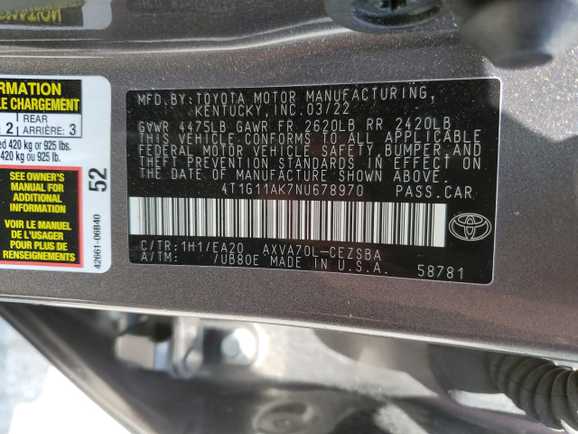 MFD.BY: TOYOTA MOTOR MANUFACTURING,
KENTUCKY, INC. 03/22
GVWR 4475LB GAWR FR 2620LB RR 2420LB
THIS VEHICLE CONFORMS TO ALL APPLICABLE
FEDERAL MOTOR VEHICLE SAFETY, BUMPER, AND
THEFT PREVENTION STANDARDS IN EFFECT ON
THE DATE OF MANUFACTURE SHOWN ABOVE.
4T1G11AK7NU678970 PASS.CAR
C/TR: 1H1/EA20 AXVA70L-CEZSBA
A/TM: /UB80E MADE IN U.S.A.
58781
TOYOTA
RMATION
LE CHARGEMENT
2 REAR
ARRIÈRE: 3
ed 420 kg or 925 lbs.
420 kg ou 925 lb.
SEE OWNER'S
MANUAL FOR
ADDITIONAL
INFORMATION
VOIR LE MANUEL
DE L'USAGER
POUR PLUS DE
RENSEIGNEMENTS
52
42661-06B40